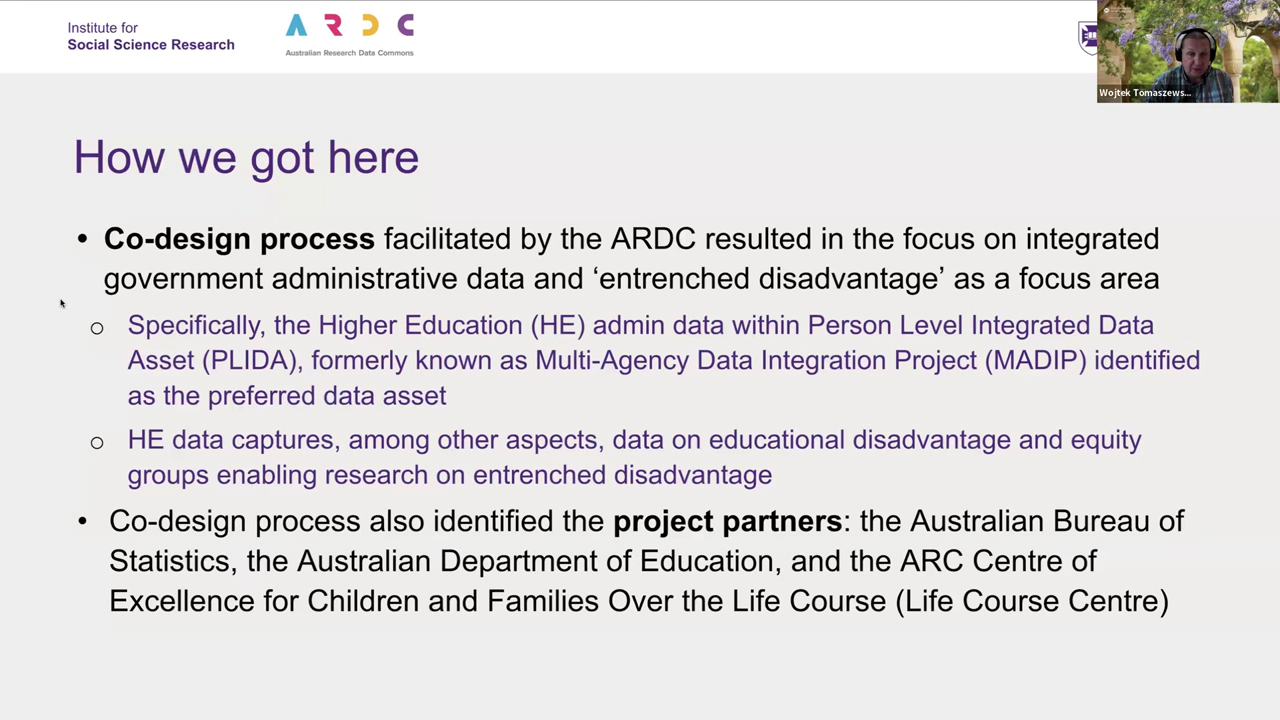 Institute for
Social Science Research
A R D C
Australian Research Data Commons
Wojtek Tomaszews...
How we got here
• Co-design process facilitated by the ARDC resulted in the focus on integrated
government administrative data and ‘entrenched disadvantage’ as a focus area
o Specifically, the Higher Education (HE) admin data within Person Level Integrated Data
Asset (PLIDA), formerly known as Multi-Agency Data Integration Project (MADIP) identified
as the preferred data asset
o HE data captures, among other aspects, data on educational disadvantage and equity
groups enabling research on entrenched disadvantage
• Co-design process also identified the project partners: the Australian Bureau of
Statistics, the Australian Department of Education, and the ARC Centre of
Excellence for Children and Families Over the Life Course (Life Course Centre)